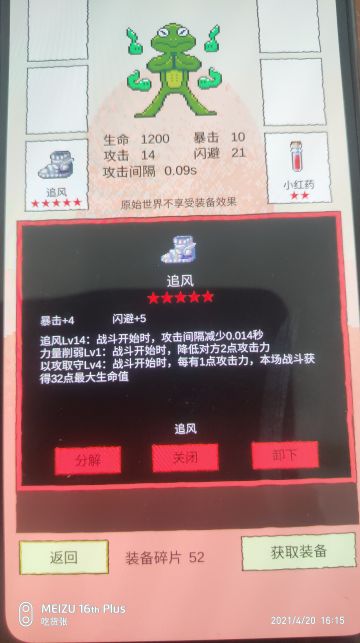 生命 1200 暴击 10
攻击 14 闪避 21
攻击间隔 0.09s
追风
★★★★★
小红药
★★
原始世界不享受装备效果
追风
★★★★★
暴击+4 闪避+5
追风Lv14：战斗开始时，攻击间隔减少0.014秒
力量削弱Lv1：战斗开始时，降低对方2点攻击力
以攻取守Lv4：战斗开始时，每有1点攻击力，本场战斗获
得32点最大生命值
追风
分解 关闭 卸下
返回 装备碎片 52 获取装备
MEIZU 16th Plus
吃货张
2021/4/20 16:15